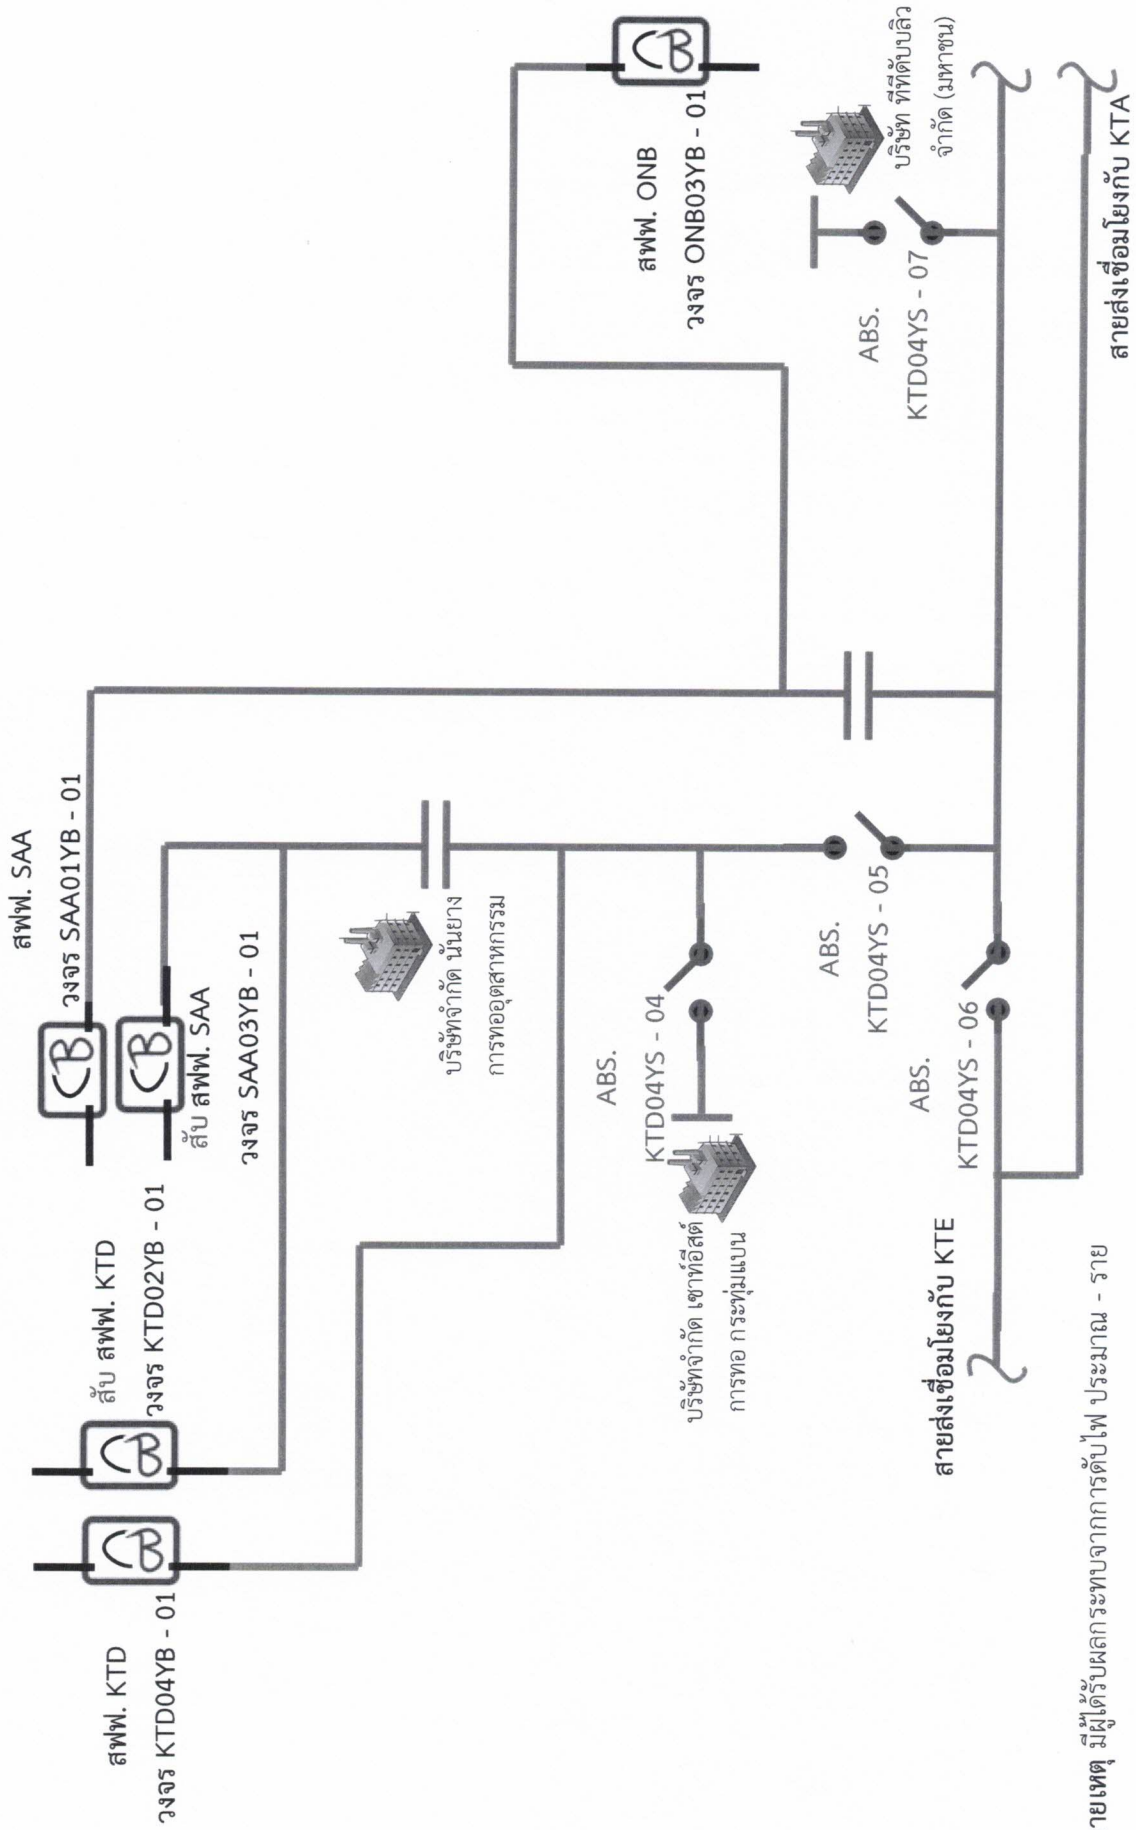 สฟฟ. KTD
วงจร KTD04YB - 01
CB
สับ สฟฟ. KTD
วงจร KTD02YB - 01
CB
สฟฟ. SAA
วงจร SAA01YB - 01
CB
สับ สฟฟ. SAA
วงจร SAA03YB - 01
CB
บริษัทจำกัด นันยาง
การทออุตสาหกรรม
สฟฟ. ONB
วงจร ONB03YB - 01
CB
บริษัทจำกัด เซาท์อีสต์
การทอ กระทุ่มแบน
ABS.
KTD04YS - 04
ABS.
KTD04YS - 05
ABS.
KTD04YS - 06
ABS.
KTD04YS - 07
บริษัท ทีทีดับบลิว
จำกัด (มหาชน)
สายส่งเชื่อมโยงกับ KTE
สายส่งเชื่อมโยงกับ KTA
ายเหตุ มีผู้ได้รับผลกระทบจากการดับไฟ ประมาณ - ราย